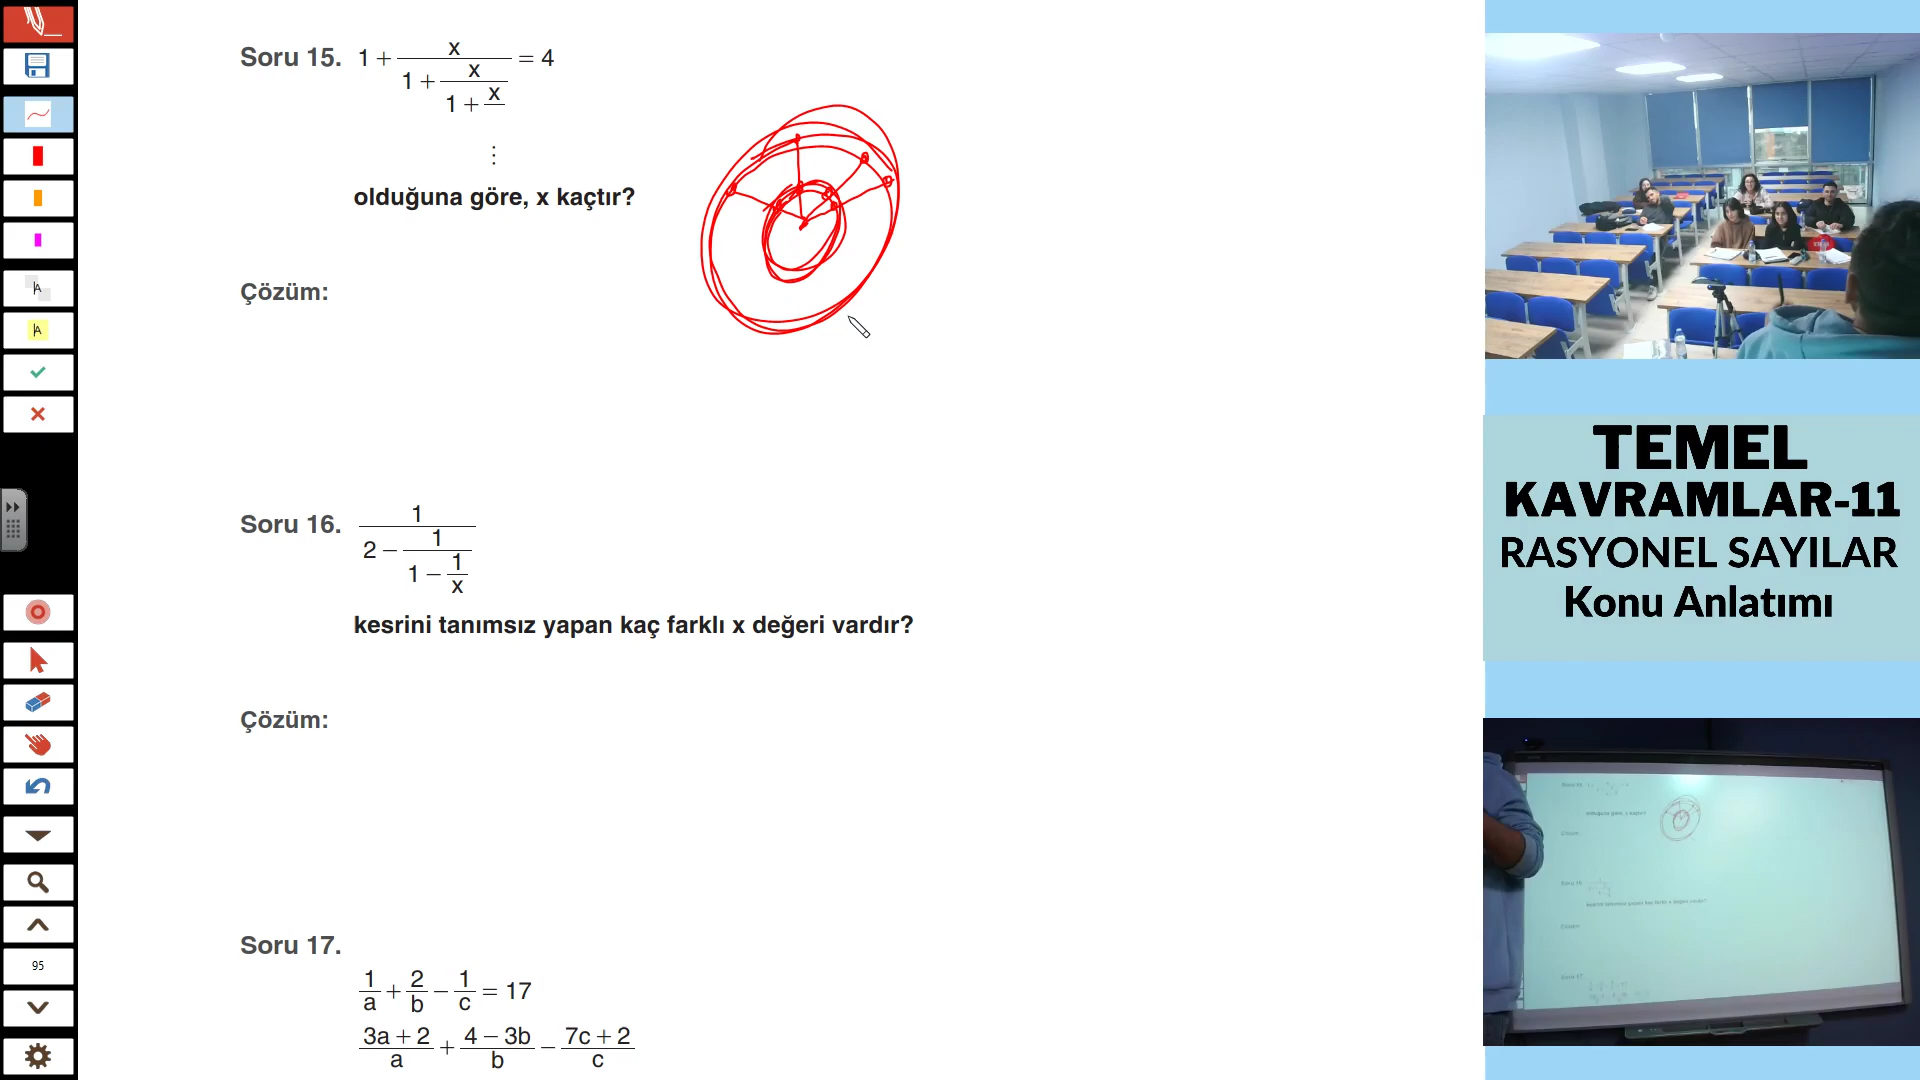 Soru 15. 1 + x / (1 + x / (1 + x / ⋮)) = 4
olduğuna göre, x kaçtır?
Çözüm:
Soru 16. 1 / (2 − 1 / (1 − 1/x))
kesrini tanımsız yapan kaç farklı x değeri vardır?
Çözüm:
Soru 17.
1/a + 2/b − 1/c = 17
(3a + 2)/a + (4 − 3b)/b − (7c + 2)/c
A
A
95
TEMEL
KAVRAMLAR-11
RASYONEL SAYILAR
Konu Anlatımı